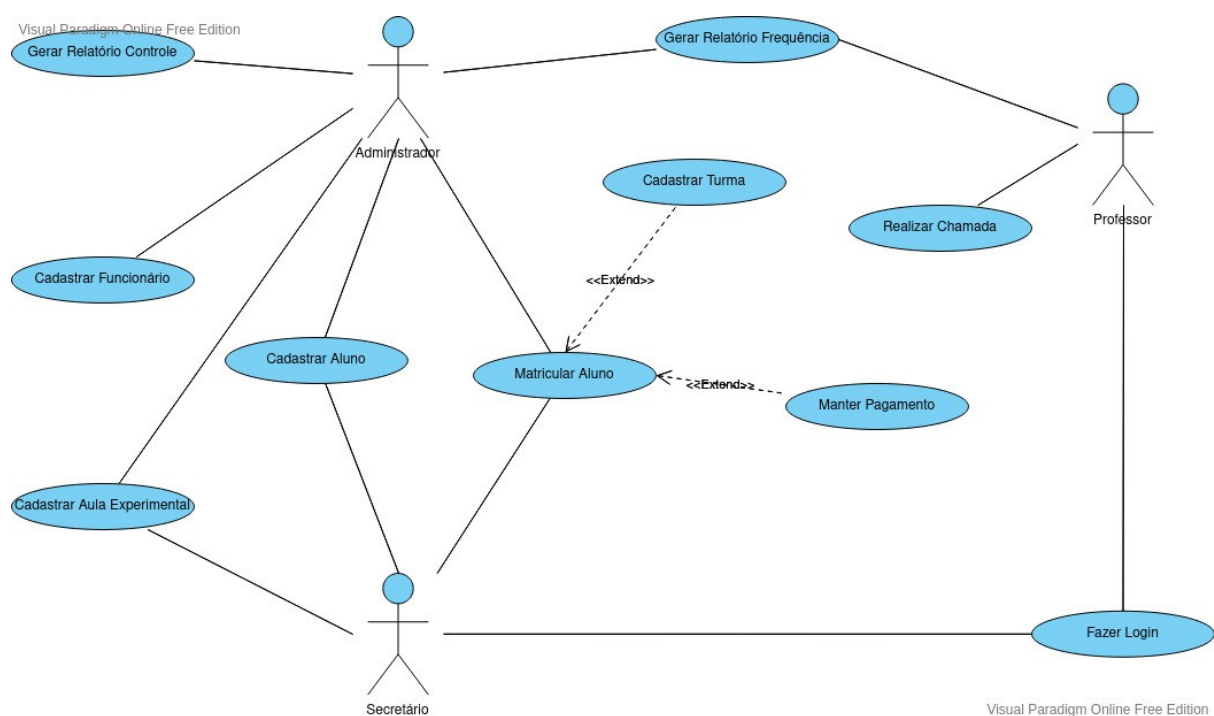 Visual Paradigm Online Free Edition
Gerar Relatório Controle
Gerar Relatório Frequência
Administrador
Cadastrar Turma
Professor
Realizar Chamada
Cadastrar Funcionário
<<Extend>>
Cadastrar Aluno
Matricular Aluno
<<Extend>>
Manter Pagamento
Cadastrar Aula Experimental
Fazer Login
Secretário
Visual Paradigm Online Free Edition